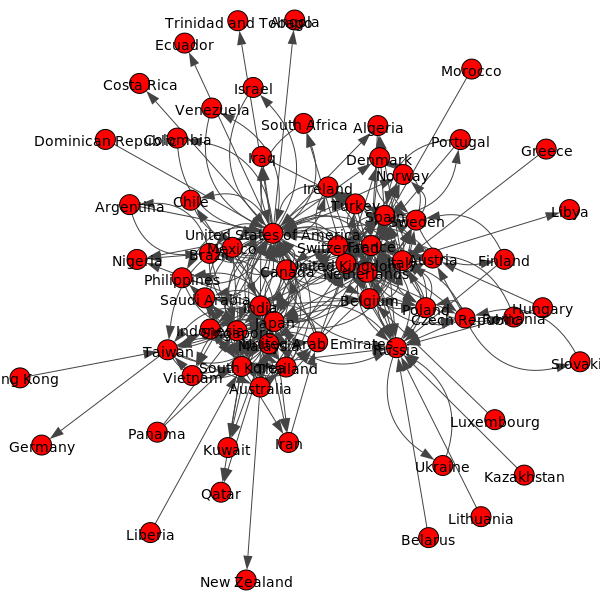 Trinidad and Tobago
Angola
Ecuador
Morocco
Costa Rica
Israel
Venezuela
South Africa
Algeria
Dominican Republic
Colombia
Portugal
Greece
Iraq
Denmark
Norway
Ireland
Argentina
Chile
Turkey
Libya
Spain
Sweden
United States of America
Mexico
Switzerland
France
Brazil
Nigeria
Canada
United Kingdom
Italy
Austria
Finland
Netherlands
Philippines
Saudi Arabia
India
Belgium
Poland
Hungary
Czech Republic
Romania
Japan
Indonesia
Singapore
Malaysia
United Arab Emirates
Russia
Taiwan
South Korea
Thailand
Slovaki
ng Kong
Vietnam
Australia
Panama
Luxembourg
Germany
Kuwait
Iran
Ukraine
Kazakhstan
Qatar
Lithuania
Liberia
Belarus
New Zealand